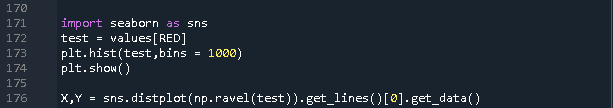 170
171 import seaborn as sns
172 test = values[RED]
173 plt.hist(test,bins = 1000)
174 plt.show()
175
176 X,Y = sns.distplot(np.ravel(test)).get_lines()[0].get_data()